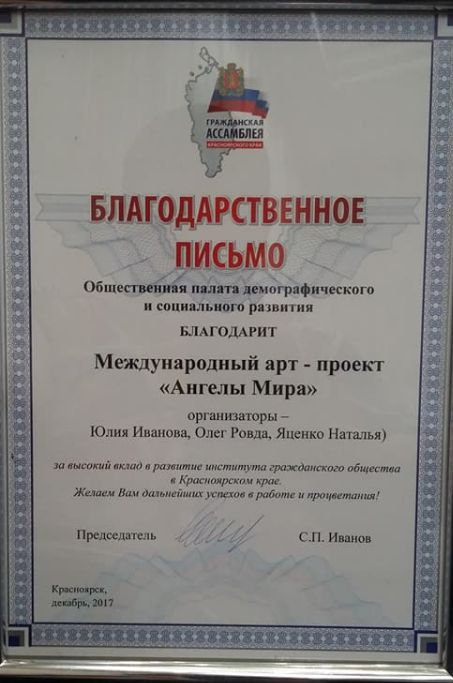 ГРАЖДАНСКАЯ
АССАМБЛЕЯ
КРАСНОЯРСКОГО КРАЯ
БЛАГОДАРСТВЕННОЕ
ПИСЬМО
Общественная палата демографического
и социального развития
БЛАГОДАРИТ
Международный арт - проект
«Ангелы Мира»
организаторы –
Юлия Иванова, Олег Ровда, Яценко Наталья)
за высокий вклад в развитие института гражданского общества
в Красноярском крае.
Желаем Вам дальнейших успехов в работе и процветания!
Председатель С.П. Иванов
Красноярск,
декабрь, 2017